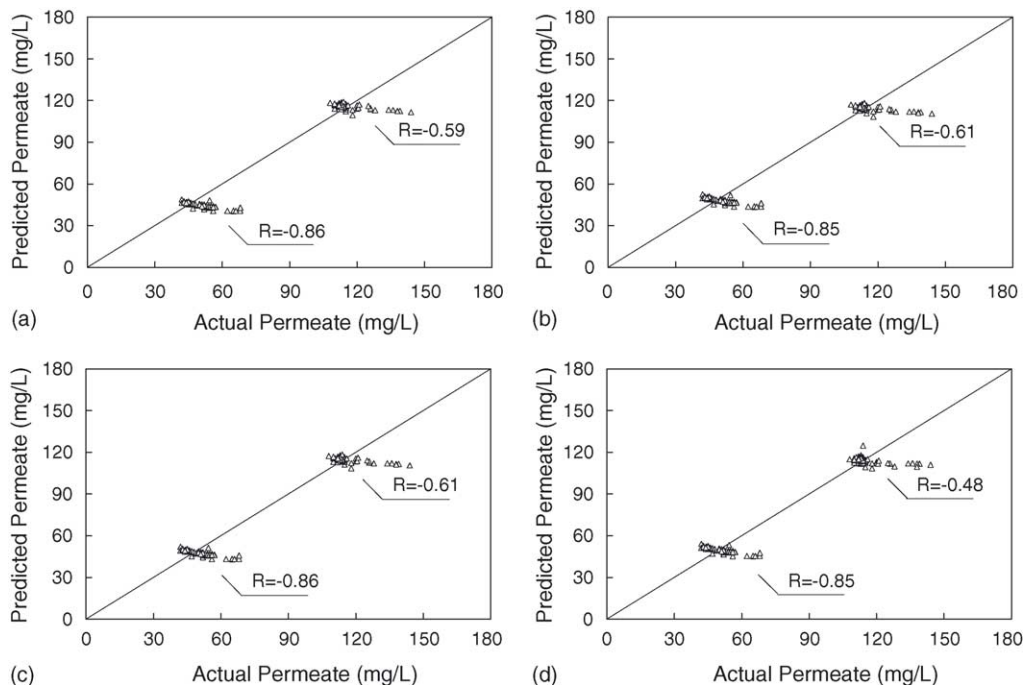 Predicted Permeate (mg/L)
180
150
120
90
60
30
0
R=-0.59
R=-0.86
0 30 60 90 120 150 180
(a) Actual Permeate (mg/L)
Predicted Permeate (mg/L)
180
150
120
90
60
30
0
R=-0.61
R=-0.85
0 30 60 90 120 150 180
(b) Actual Permeate (mg/L)
Predicted Permeate (mg/L)
180
150
120
90
60
30
0
R=-0.61
R=-0.86
0 30 60 90 120 150 180
(c) Actual Permeate (mg/L)
Predicted Permeate (mg/L)
180
150
120
90
60
30
0
R=-0.48
R=-0.85
0 30 60 90 120 150 180
(d) Actual Permeate (mg/L)